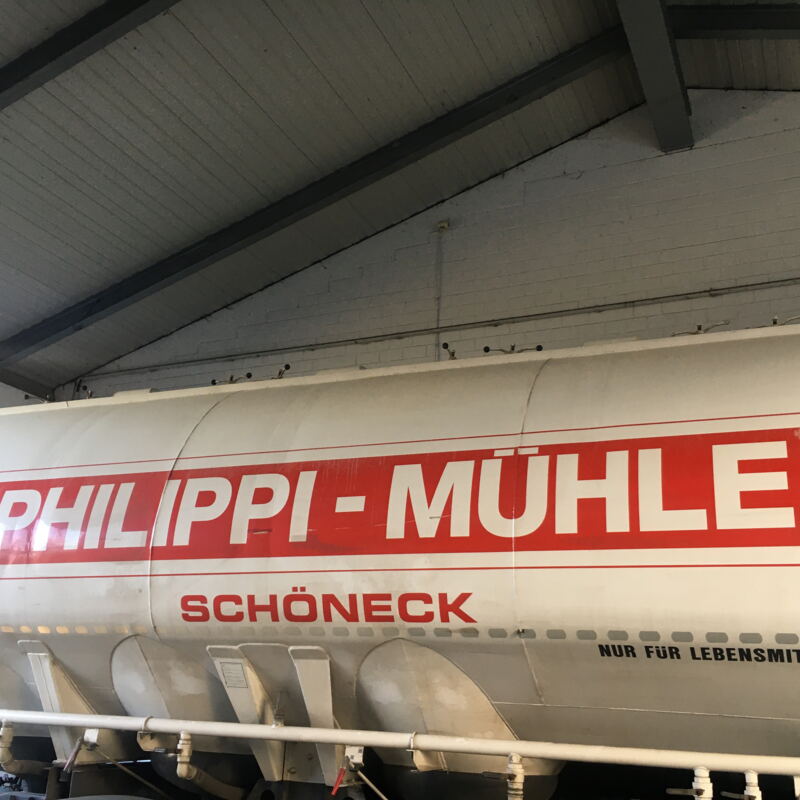 PHILIPPI - MÜHLE
SCHÖNECK
NUR FÜR LEBENSMIT